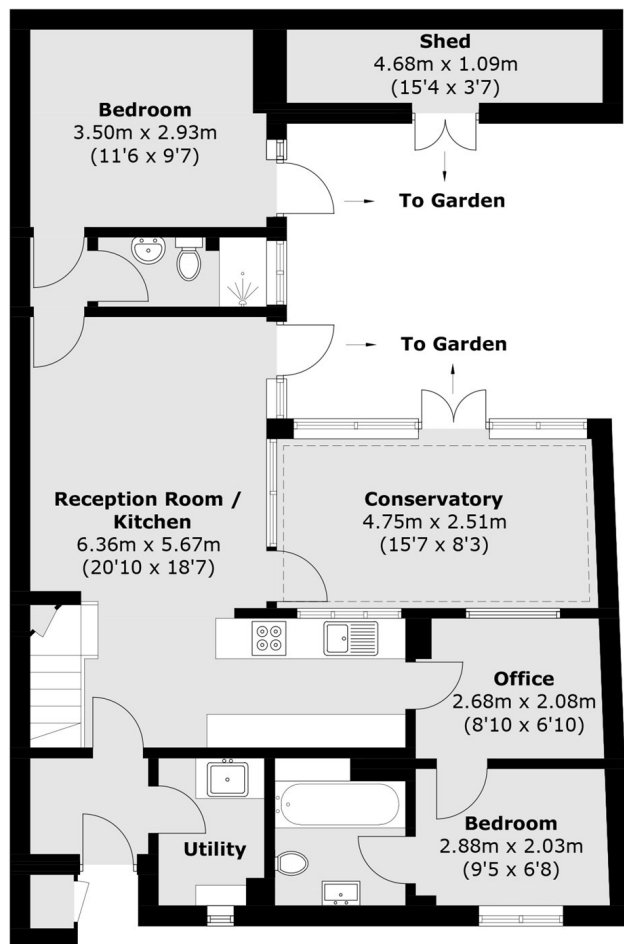 Shed
4.68m x 1.09m
(15'4 x 3'7)
Bedroom
3.50m x 2.93m
(11'6 x 9'7)
To Garden
To Garden
Reception Room /
Kitchen
6.36m x 5.67m
(20'10 x 18'7)
Conservatory
4.75m x 2.51m
(15'7 x 8'3)
Office
2.68m x 2.08m
(8'10 x 6'10)
Utility
Bedroom
2.88m x 2.03m
(9'5 x 6'8)